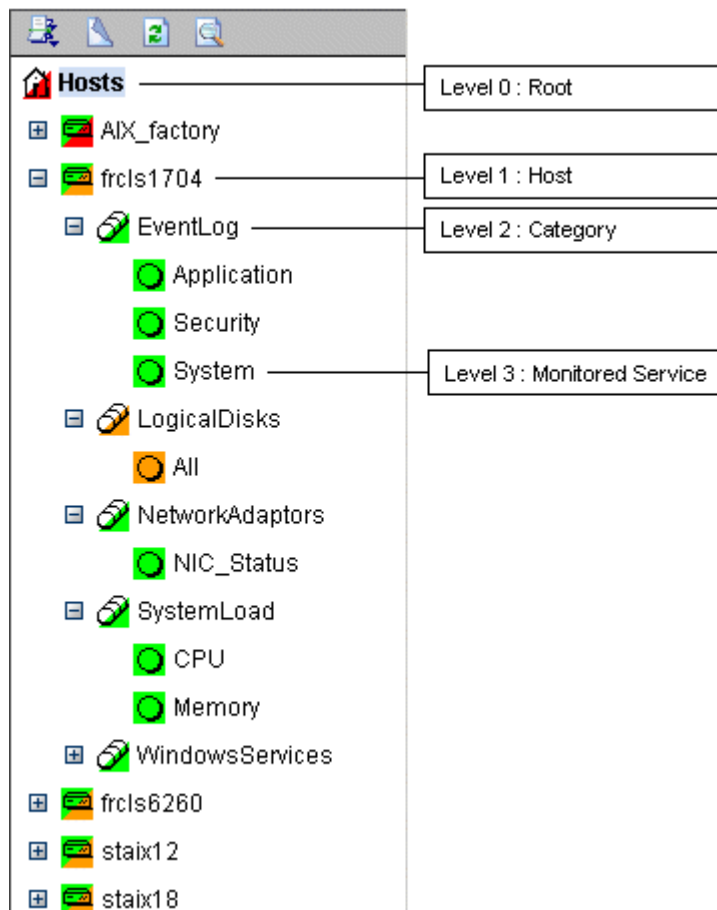 Hosts
Level 0 : Root
AIX_factory
frcls1704
Level 1 : Host
EventLog
Level 2 : Category
Application
Security
System
Level 3 : Monitored Service
LogicalDisks
All
NetworkAdaptors
NIC_Status
SystemLoad
CPU
Memory
WindowsServices
frcls6260
staix12
staix18